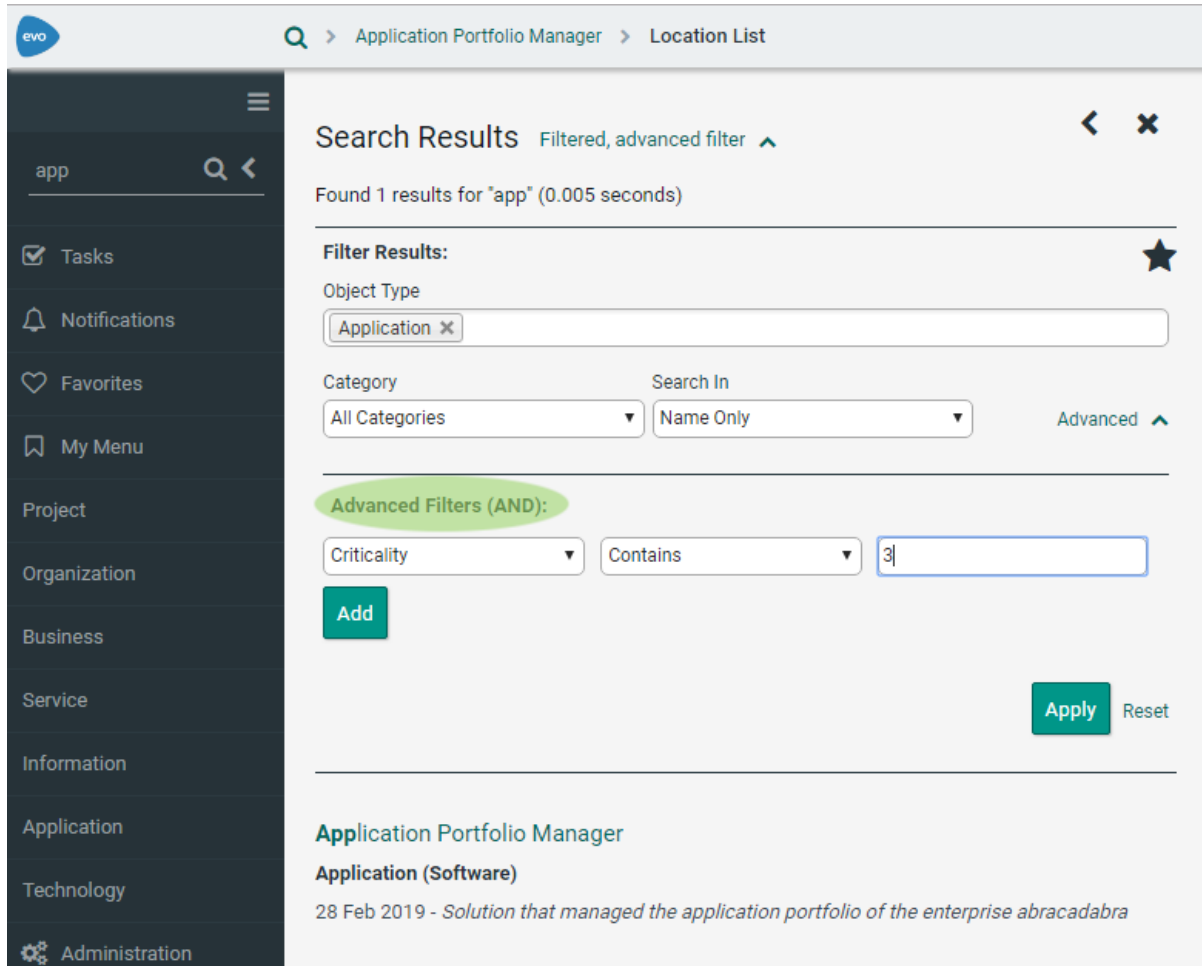 evo
> Application Portfolio Manager > Location List
Search Results Filtered, advanced filter
app
Found 1 results for "app" (0.005 seconds)
Filter Results:
Tasks
Object Type
Notifications
Application
Favorites
Category Search In
All Categories Name Only Advanced
My Menu
Project
Advanced Filters (AND):
Criticality Contains 3
Organization
Add
Business
Service
Apply Reset
Information
Application
Application Portfolio Manager
Application (Software)
Technology
28 Feb 2019 - Solution that managed the application portfolio of the enterprise abracadabra
Administration